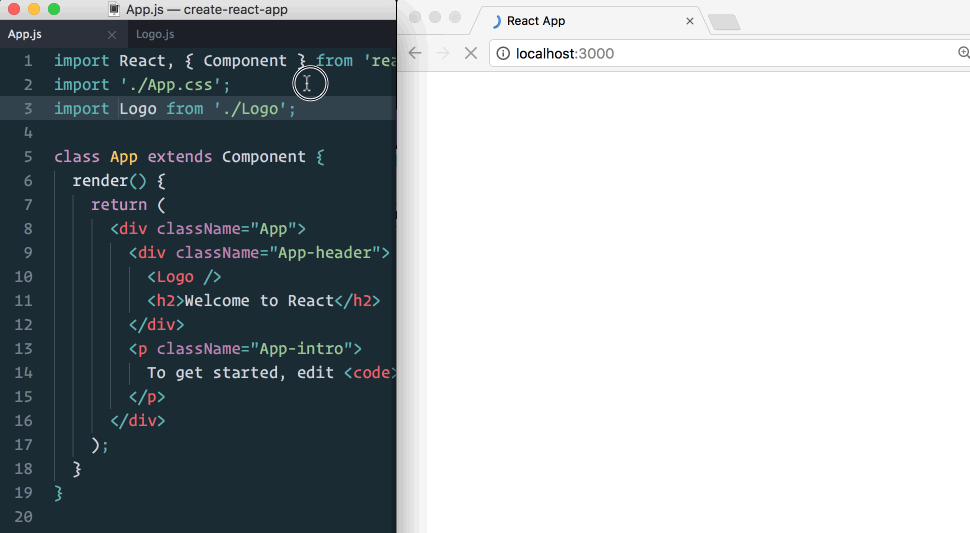 App.js — create-react-app
App.js
Logo.js
1 import React, { Component } from 'rea
2 import './App.css';
3 import Logo from './Logo';
4
5 class App extends Component {
6 render() {
7 return (
8 <div className="App">
9 <div className="App-header">
10 <Logo />
11 <h2>Welcome to React</h2>
12 </div>
13 <p className="App-intro">
14 To get started, edit <code>
15 </p>
16 </div>
17 );
18 }
19 }
20
React App
localhost:3000